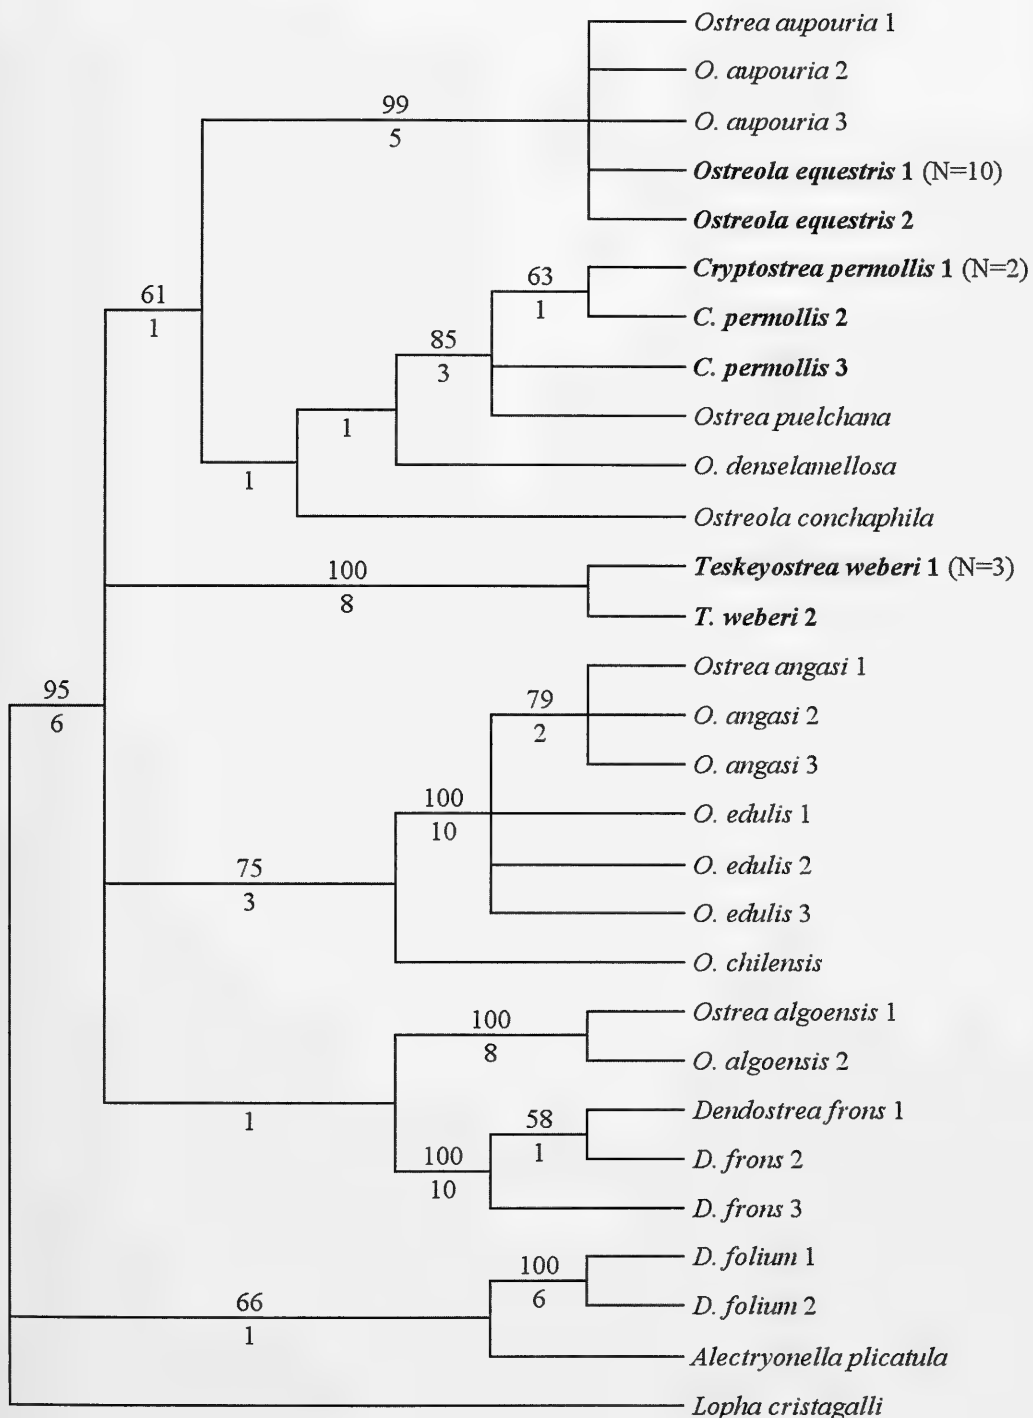 Ostrea aupouria 1
O. aupouria 2
99
5
O. aupouria 3
Ostreola equestris 1 (N=10)
Ostreola equestris 2
Cryptostrea permollis 1 (N=2)
63
1
61
1
C. permollis 2
85
3
C. permollis 3
1
Ostrea puelchana
1
O. denselamellosa
Ostreola conchaphila
100
8
Teskeyostrea weberi 1 (N=3)
T. weberi 2
Ostrea angasi 1
95
6
79
2
O. angasi 2
O. angasi 3
100
10
O. edulis 1
75
3
O. edulis 2
O. edulis 3
O. chilensis
Ostrea algoensis 1
100
8
O. algoensis 2
1
Dendostrea frons 1
58
1
D. frons 2
100
10
D. frons 3
D. folium 1
100
6
D. folium 2
66
1
Alectryonella plicatula
Lopha cristagalli